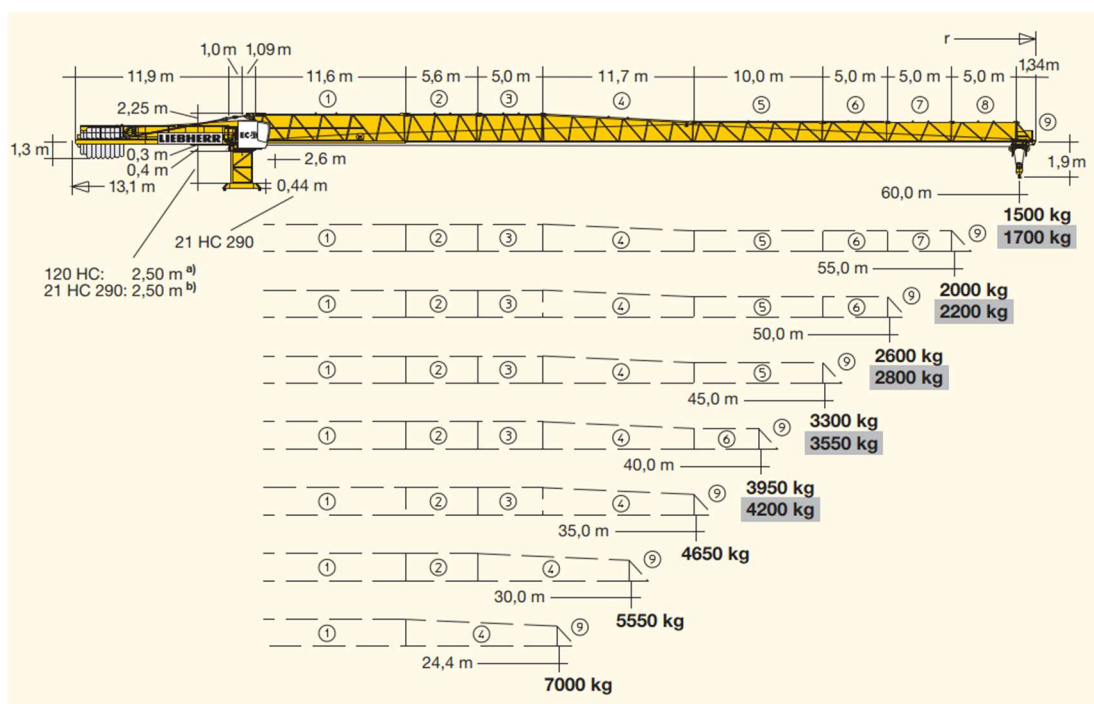 r
1,0 m 1,09 m
11,9 m 11,6 m 5,6 m 5,0 m 11,7 m 10,0 m 5,0 m 5,0 m 5,0 m 1,34m
① ② ③ ④ ⑤ ⑥ ⑦ ⑧ ⑨
2,25 m
LIEBHERR EC-B
1,3 m
0,3 m
0,4 m
2,6 m
1,9 m
13,1 m
0,44 m
60,0 m
1500 kg
1700 kg
21 HC 290
① ② ③ ④ ⑤ ⑥ ⑦ ⑨
120 HC: 2,50 m a)
21 HC 290: 2,50 m b)
55,0 m
2000 kg
2200 kg
① ② ③ ④ ⑤ ⑥ ⑨
50,0 m
2600 kg
2800 kg
① ② ③ ④ ⑤ ⑨
45,0 m
3300 kg
3550 kg
① ② ③ ④ ⑥ ⑨
40,0 m
3950 kg
4200 kg
① ② ③ ④ ⑨
35,0 m
4650 kg
① ② ④ ⑨
30,0 m
5550 kg
① ④ ⑨
24,4 m
7000 kg